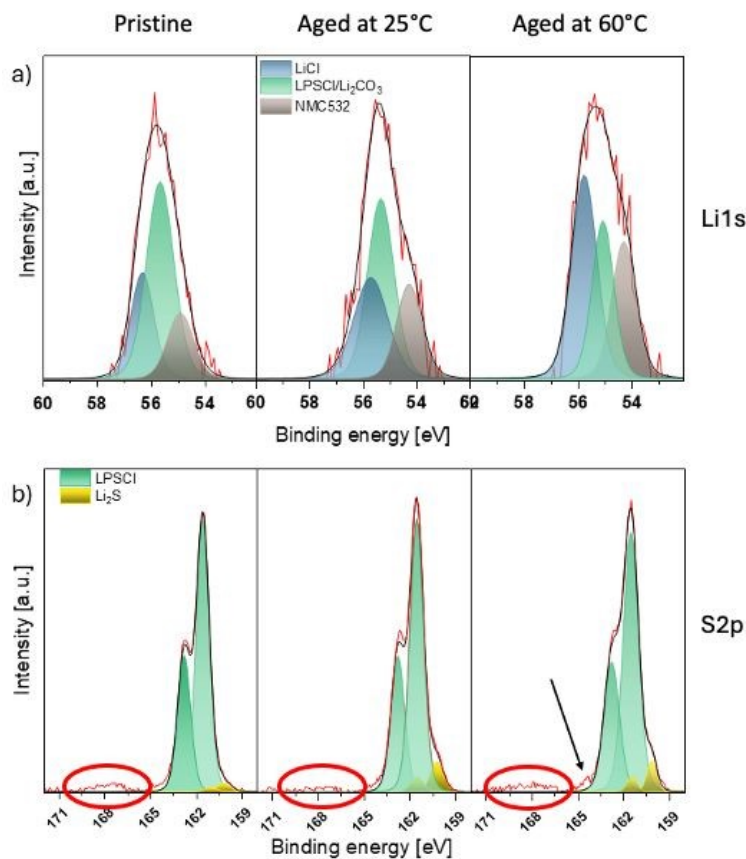 Pristine Aged at 25°C Aged at 60°C
a)
LiCl
LPSCl/Li₂CO₃
NMC532
Intensity [a.u.]
Li1s
60 58 56 54 60 58 56 54 58 56 54
Binding energy [eV]
b)
LPSCl
Li₂S
Intensity [a.u.]
S2p
171 168 165 162 159 171 168 165 162 159 171 168 165 162 159
Binding energy [eV]